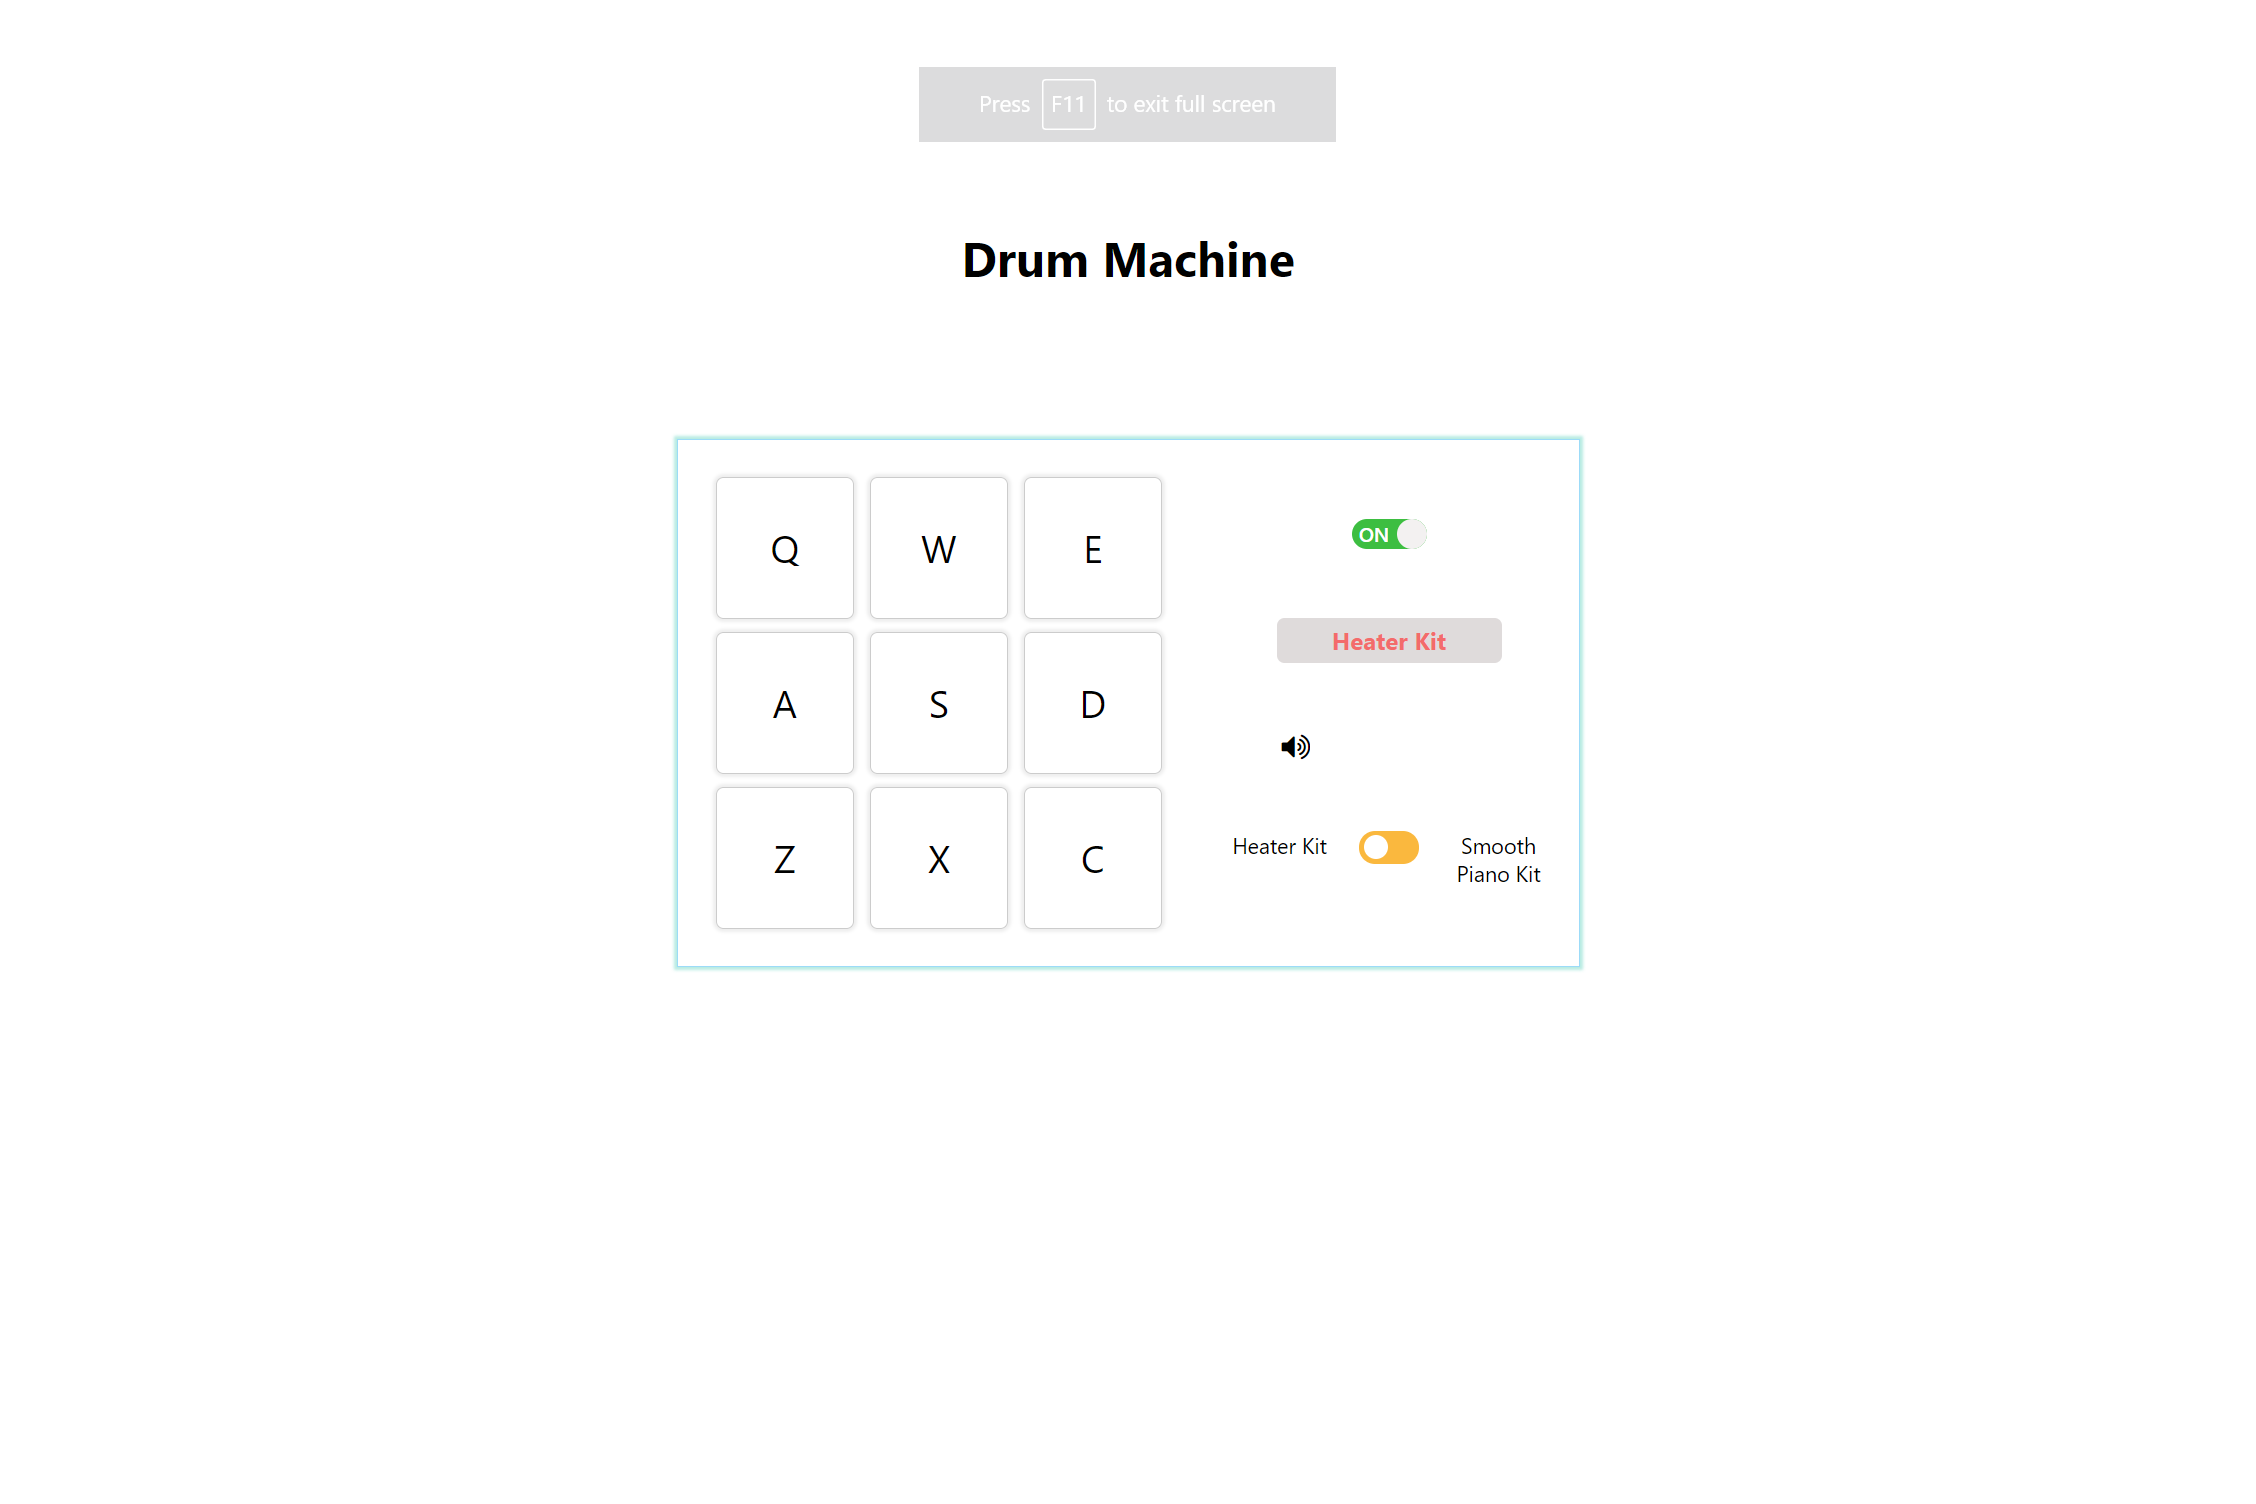 Press F11 to exit full screen
Drum Machine
Q W E
ON
Heater Kit
A S D
Z X C
Heater Kit
Smooth
Piano Kit